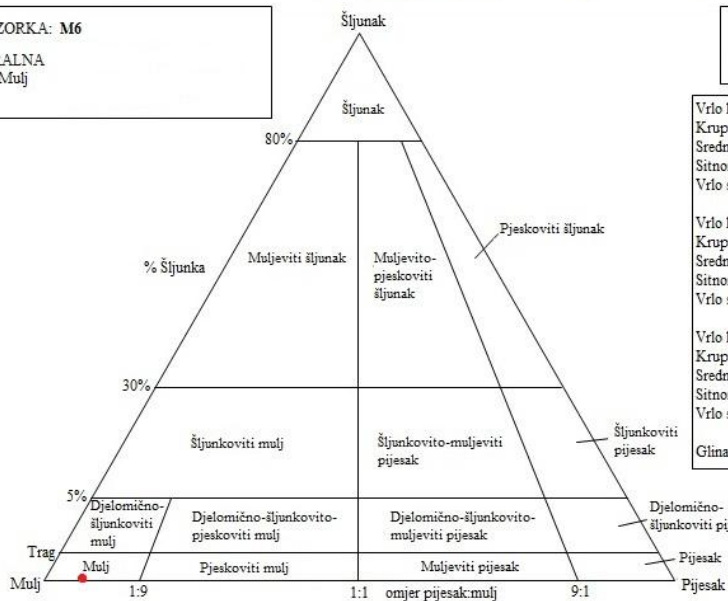 ZORKA: M6
Mulj
Šljunak
Šljunak
80%
Pjeskoviti šljunak
% Šljunka
Muljeviti šljunak
Muljevito-
pjeskoviti
šljunak
30%
Šljunkoviti mulj
Šljunkovito-muljeviti
pijesak
Šljunkoviti
pijesak
5%
Djelomično-
šljunkoviti
mulj
Djelomično-šljunkovito-
pjeskoviti mulj
Djelomično-šljunkovito-
muljeviti pijesak
Djelomično-
šljunkoviti pij
Trag
Mulj
Pjeskoviti mulj
Muljeviti pijesak
Pijesak
Mulj
1:9
1:1
omjer pijesak:mulj
9:1
Pijesak
Vrlo
Krup
Sredn
Sitno
Vrlo s
Vrlo
Krup
Sredn
Sitno
Vrlo s
Vrlo
Krup
Sredn
Sitno
Vrlo s
Glina